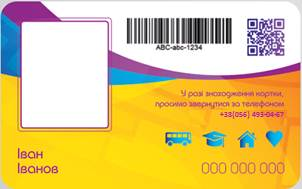 ABC-abc-1234
У разі знаходження картки,
просимо звернутися за телефоном
+38(056) 493-04-67
Іван
Іванов
000 000 000